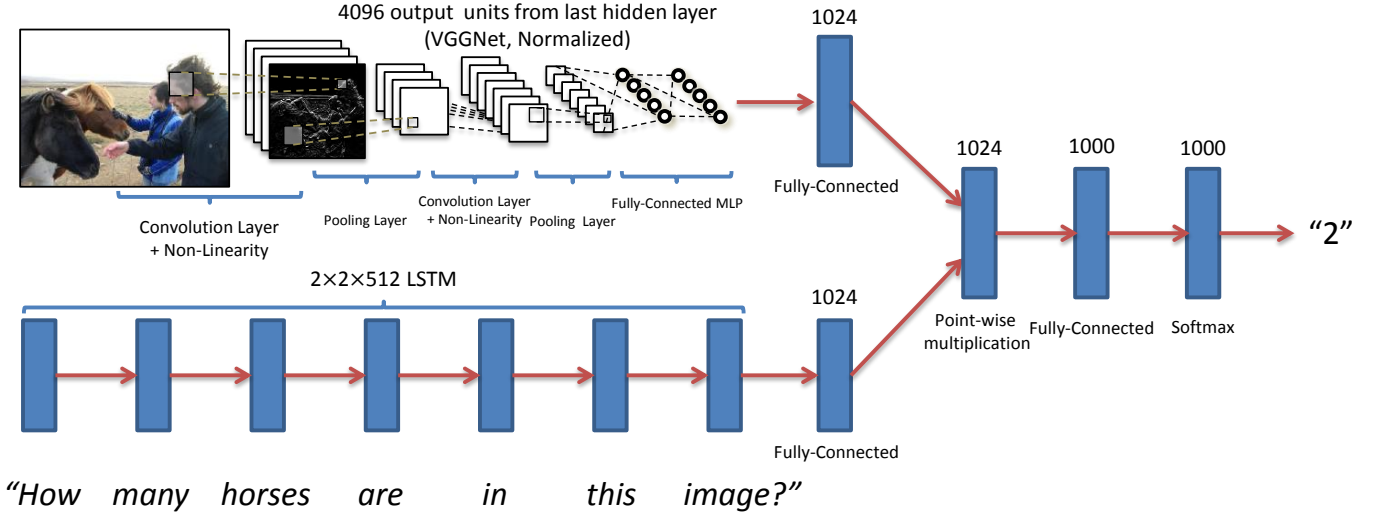 4096 output units from last hidden layer
(VGGNet, Normalized)
1024
Fully-Connected
Convolution Layer
+ Non-Linearity
Pooling Layer
Convolution Layer
+ Non-Linearity
Pooling Layer
Fully-Connected MLP
2×2×512 LSTM
1024
Fully-Connected
1024
Point-wise
multiplication
1000
Fully-Connected
1000
Softmax
“2”
“How many horses are in this image?”